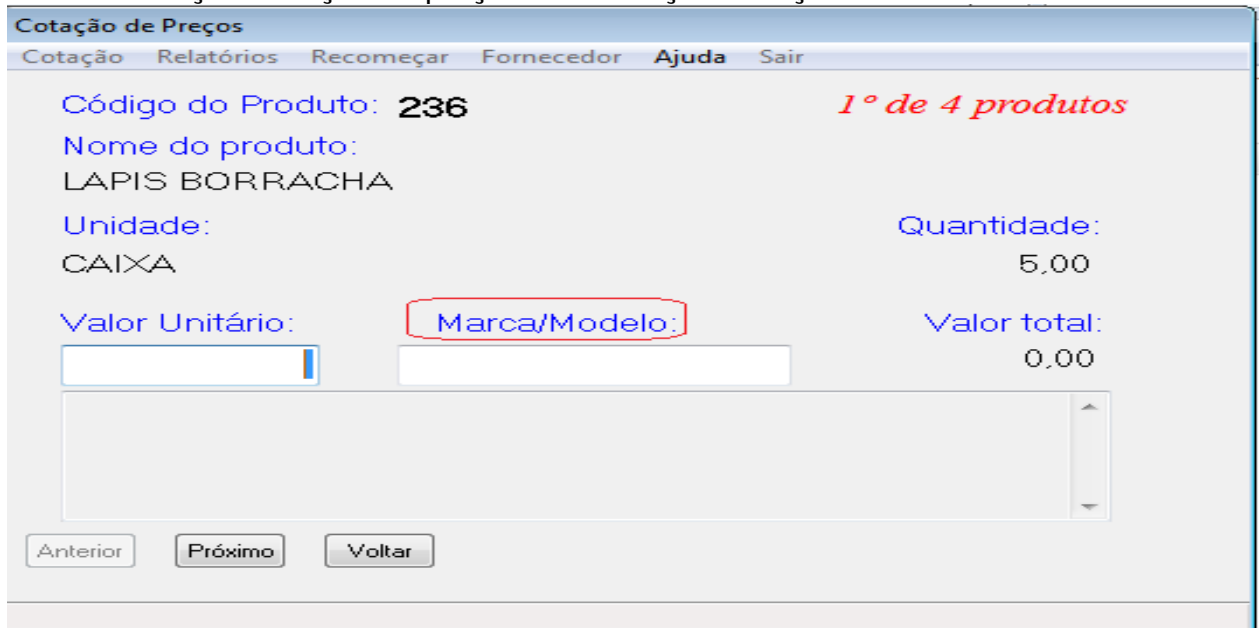 Cotação de Preços
Cotação Relatórios Recomeçar Fornecedor Ajuda Sair
Código do Produto: 236 1º de 4 produtos
Nome do produto:
LAPIS BORRACHA
Unidade: Quantidade:
CAIXA 5,00
Valor Unitário: Marca/Modelo: Valor total:
0,00
Anterior Próximo Voltar